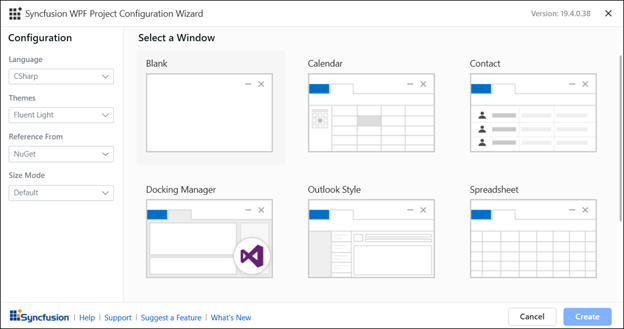 Syncfusion WPF Project Configuration Wizard
Version: 19.4.0.38
Configuration
Language
CSharp
Themes
Fluent Light
Reference From
NuGet
Size Mode
Default
Select a Window
Blank
Calendar
Contact
Docking Manager
Outlook Style
Spreadsheet
Syncfusion | Help | Support | Suggest a Feature | What's New
Cancel
Create